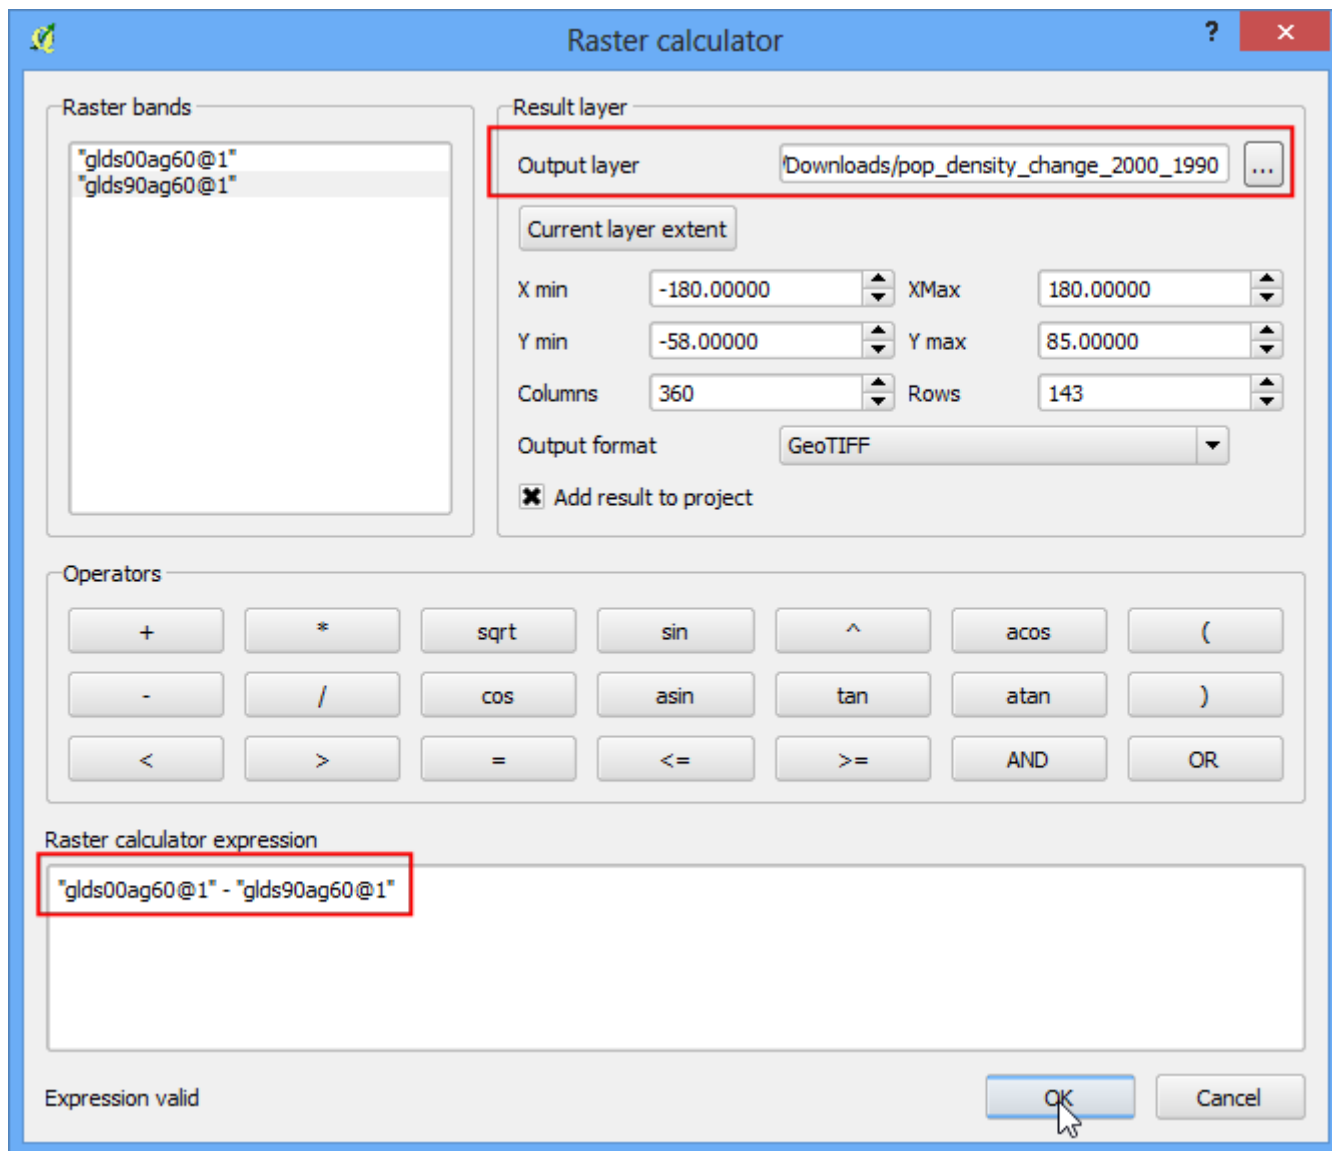 Raster calculator
?
Raster bands
"glds00ag60@1"
"glds90ag60@1"
Result layer
Output layer
/Downloads/pop_density_change_2000_1990
...
Current layer extent
X min -180.00000 XMax 180.00000
Y min -58.00000 Y max 85.00000
Columns 360 Rows 143
Output format GeoTIFF
Add result to project
Operators
+ * sqrt sin ^ acos (
- / cos asin tan atan )
< > = <= >= AND OR
Raster calculator expression
"glds00ag60@1" - "glds90ag60@1"
Expression valid
OK Cancel